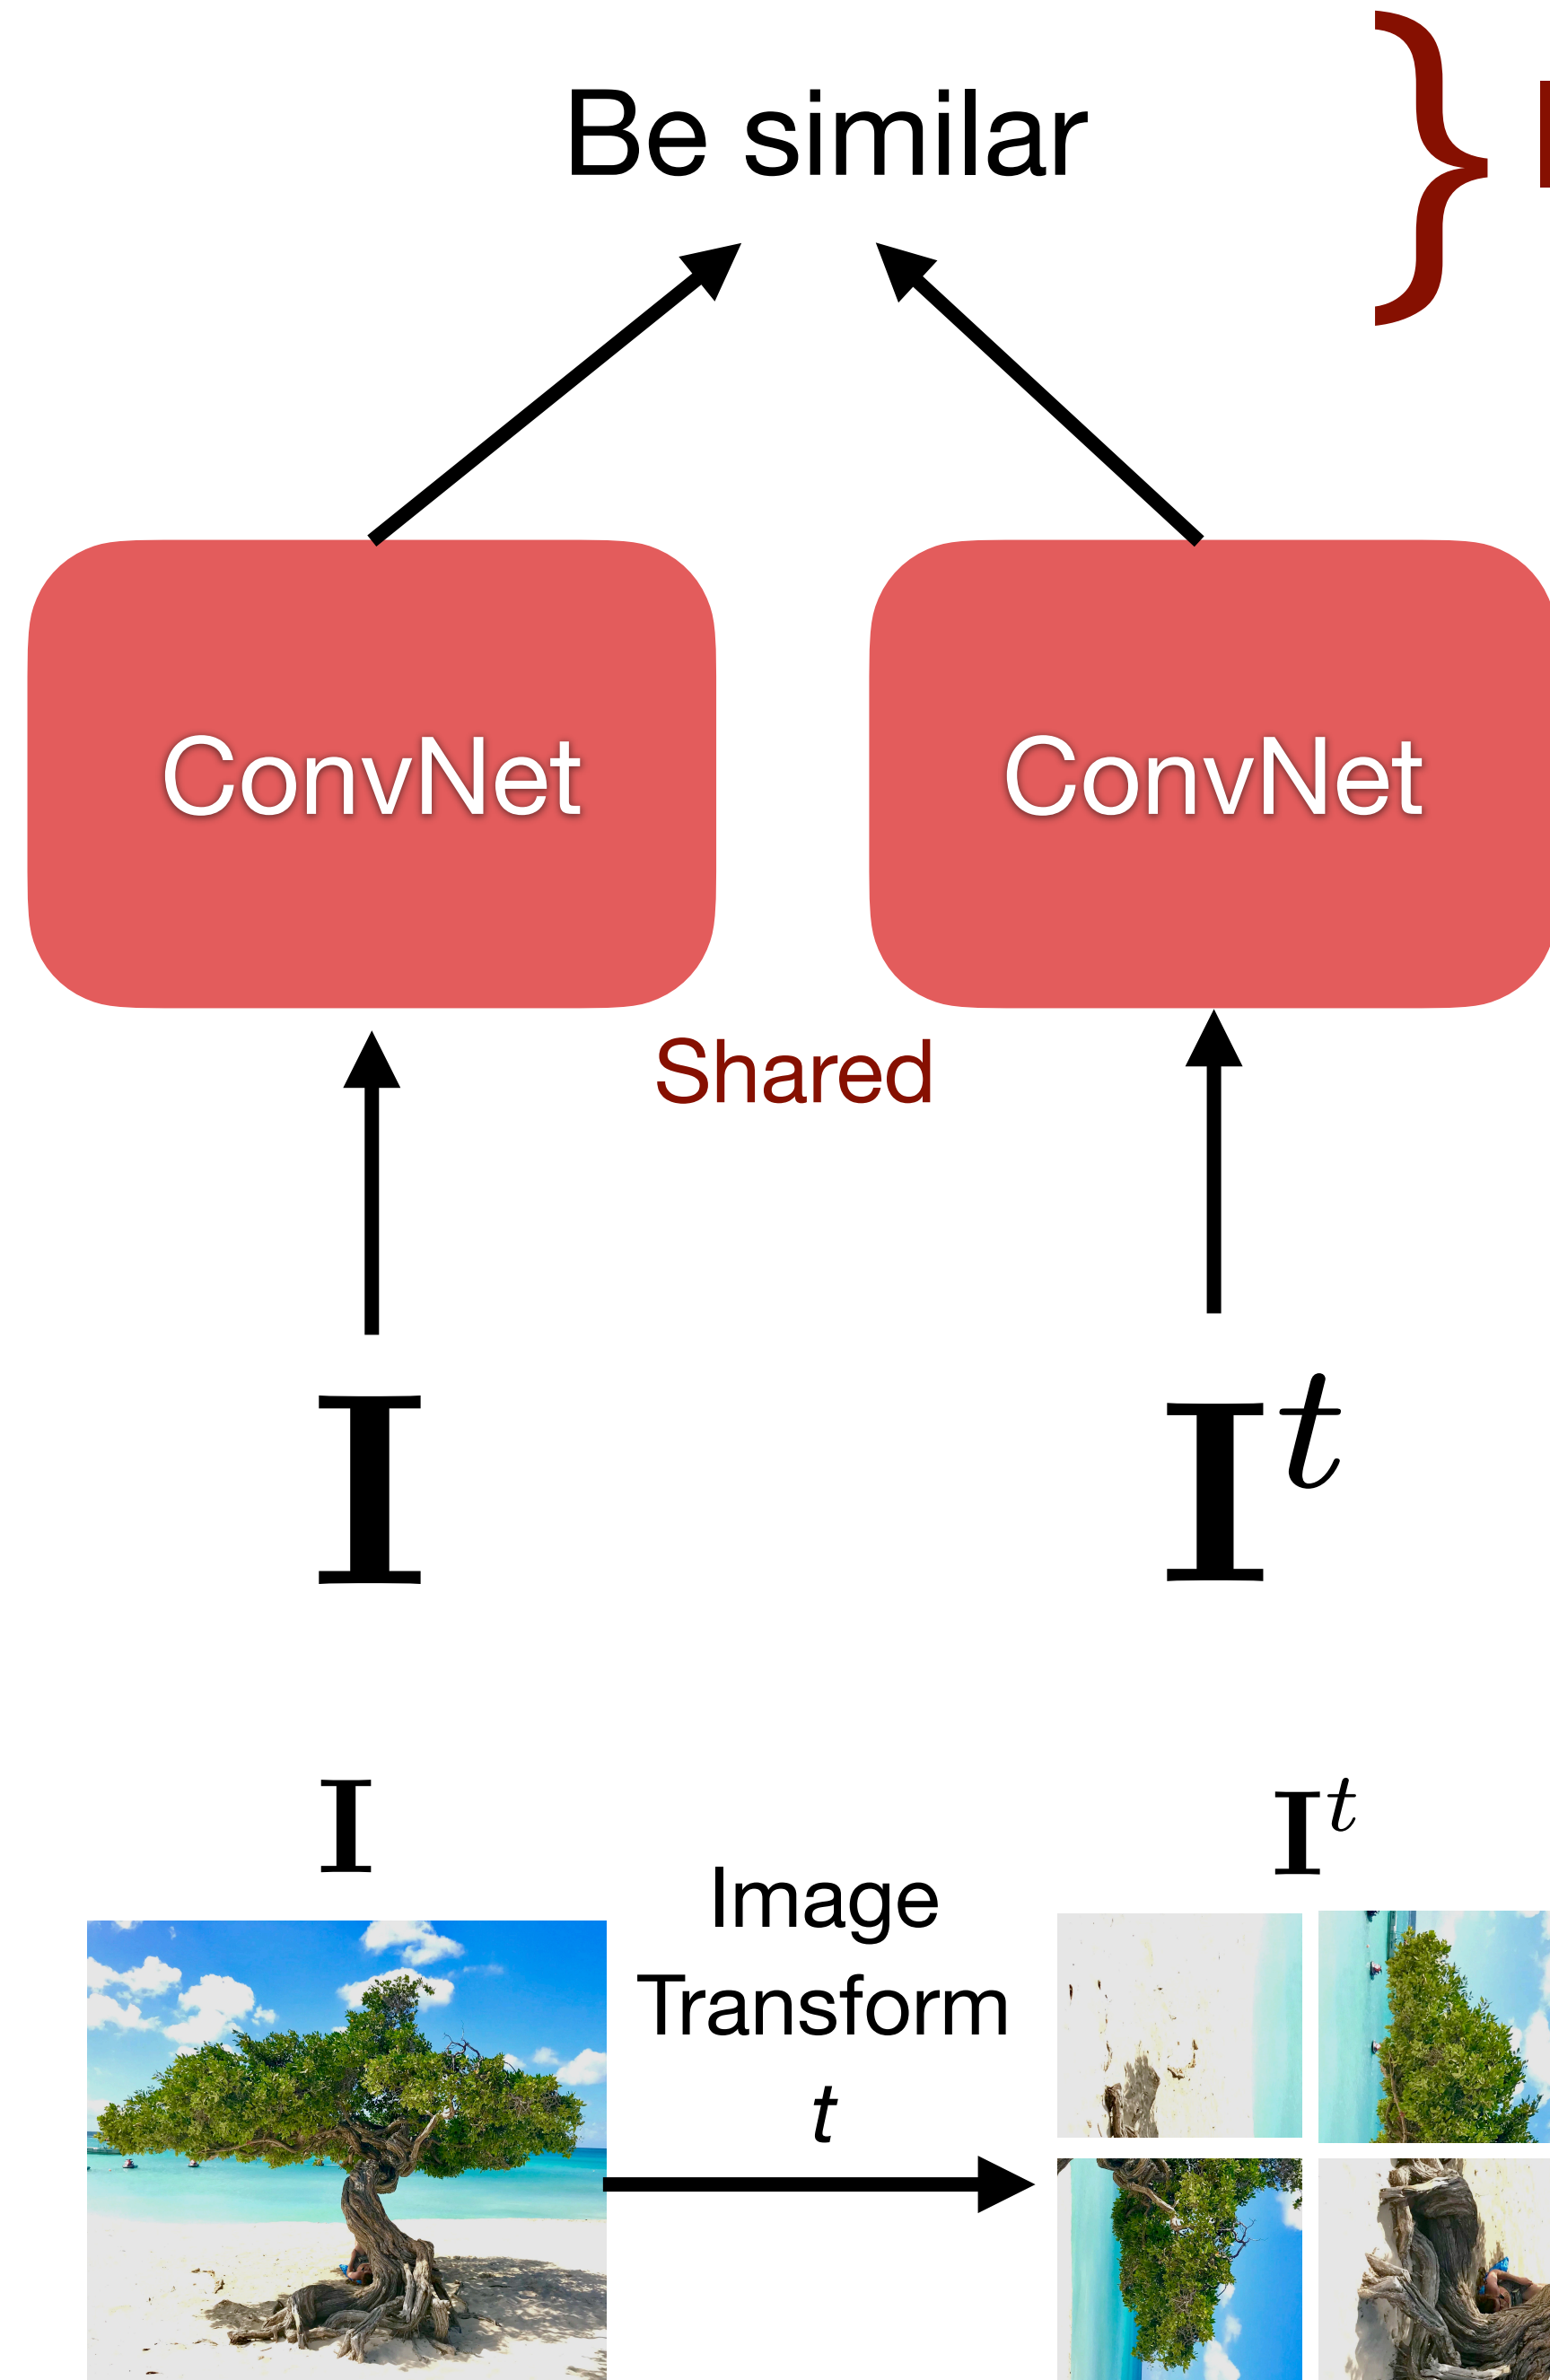 Be similar
}
ConvNet ConvNet
Shared
I I^t
I I^t
Image
Transform
t